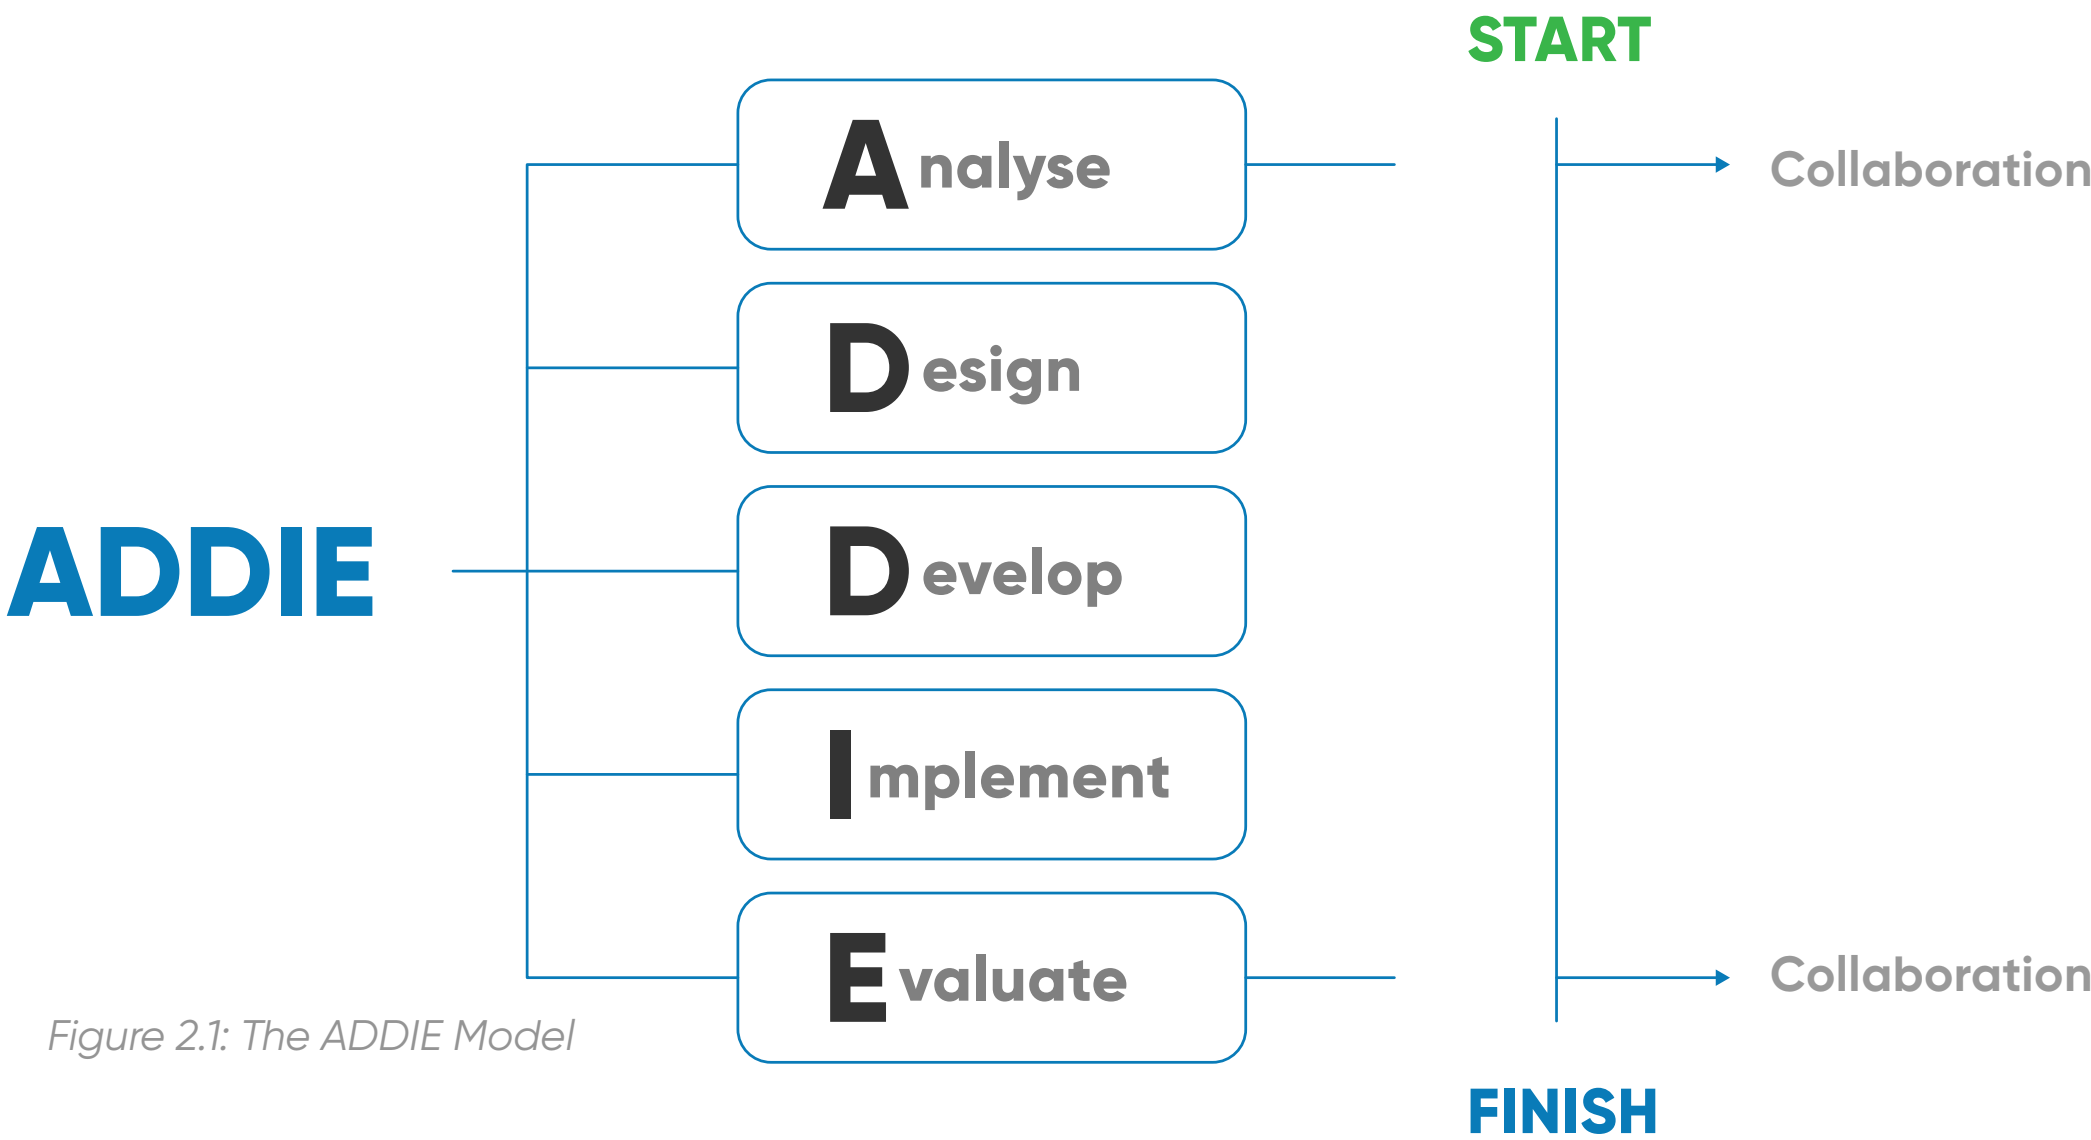 START
Analyse
Collaboration
Design
ADDIE
Develop
Implement
Evaluate
Collaboration
Figure 2.1: The ADDIE Model
FINISH